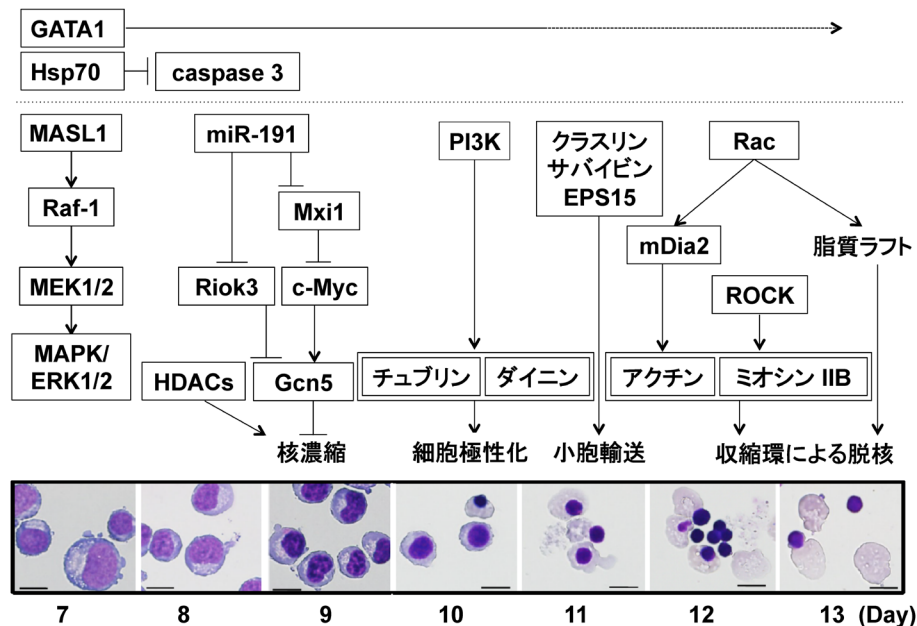 GATA1
Hsp70
caspase 3
MASL1
miR-191
PI3K
クラスリン
サバイビン
EPS15
Rac
Raf-1
Mxi1
mDia2
脂質ラフト
MEK1/2
Riok3
c-Myc
ROCK
MAPK/
ERK1/2
HDACs
Gcn5
チュブリン
ダイニン
アクチン
ミオシン IIB
核濃縮
細胞極性化
小胞輸送
収縮環による脱核
7 8 9 10 11 12 13 (Day)